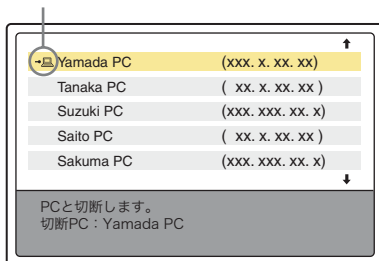 Yamada PC (xxx. x. xx. xx)
Tanaka PC ( xx. x. xx. xx )
Suzuki PC (xxx. xxx. xx. x)
Saito PC ( xx. x. xx. xx )
Sakuma PC (xxx. xxx. xx. x)
PCと切断します。
切断PC：Yamada PC